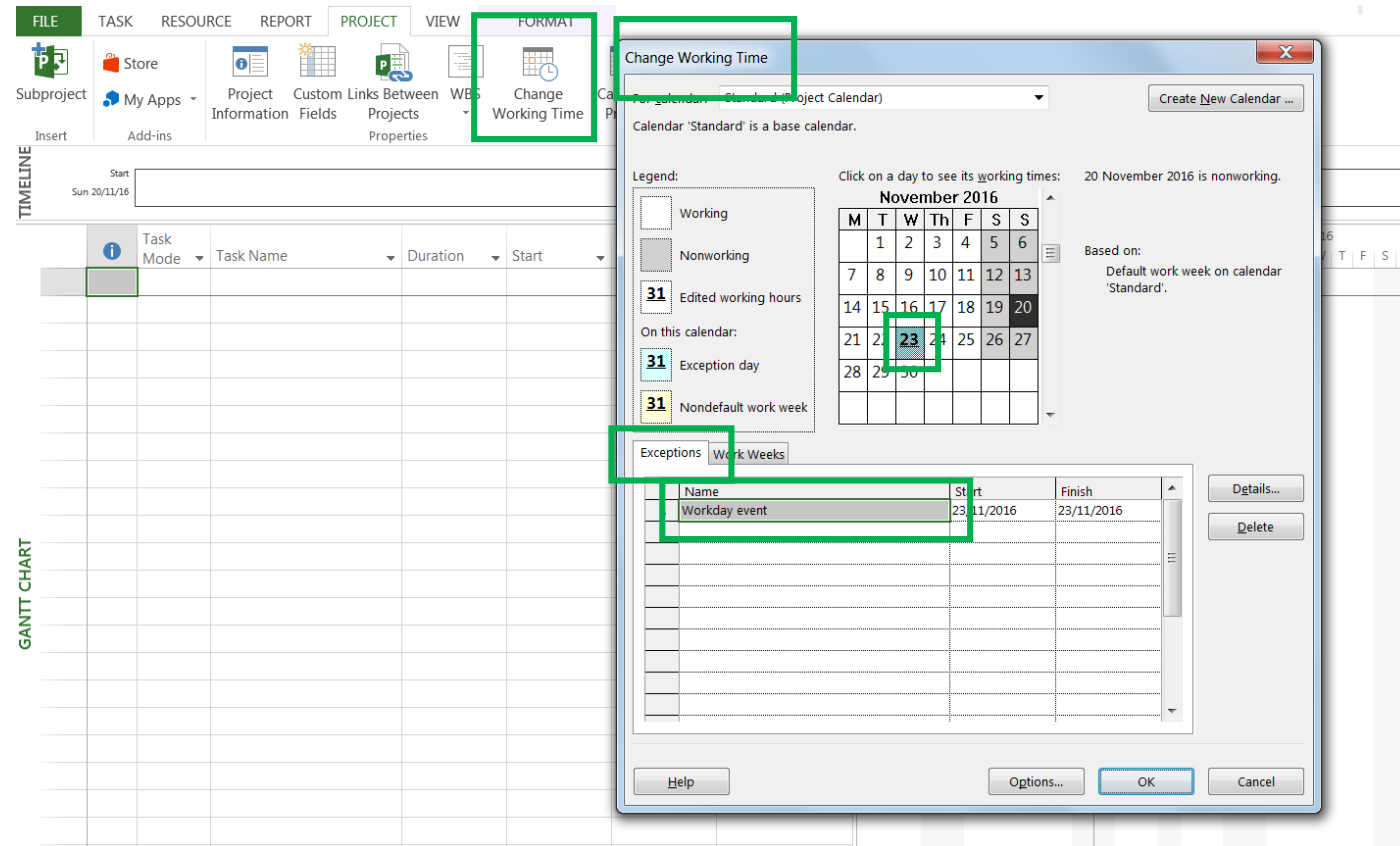 FILE TASK RESOURCE REPORT PROJECT VIEW FORMAT
Subproject
Store
My Apps
Project
Information
Custom
Fields
Links Between
Projects
WBS
Change
Working Time
Insert Add-ins Properties
TIMELINE
Start
Sun 20/11/16
Task
Mode
Task Name Duration Start
GANTT CHART
16
T F S
Change Working Time
X
Standard (Project Calendar)
Create New Calendar ...
Calendar 'Standard' is a base calendar.
Legend:
Working
Nonworking
31 Edited working hours
On this calendar:
31 Exception day
31 Nondefault work week
Click on a day to see its working times:
November 2016
M T W Th F S S
1 2 3 4 5 6
7 8 9 10 11 12 13
14 15 16 17 18 19 20
21 22 23 24 25 26 27
28 29 30
20 November 2016 is nonworking.
Based on:
Default work week on calendar
'Standard'.
Exceptions Work Weeks
Name Start Finish
Workday event 23/11/2016 23/11/2016
Details...
Delete
Help Options... OK Cancel